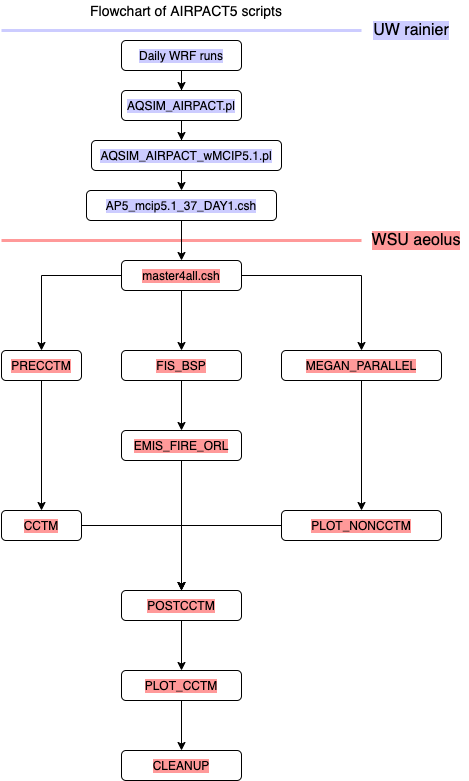 Flowchart of AIRPACT5 scripts
UW rainier
Daily WRF runs
AQSIM_AIRPACT.pl
AQSIM_AIRPACT_wMCIP5.1.pl
AP5_mcip5.1_37_DAY1.csh
WSU aeolus
master4all.csh
PRECCTM
FIS_BSP
MEGAN_PARALLEL
EMIS_FIRE_ORL
CCTM
PLOT_NONCCTM
POSTCCTM
PLOT_CCTM
CLEANUP